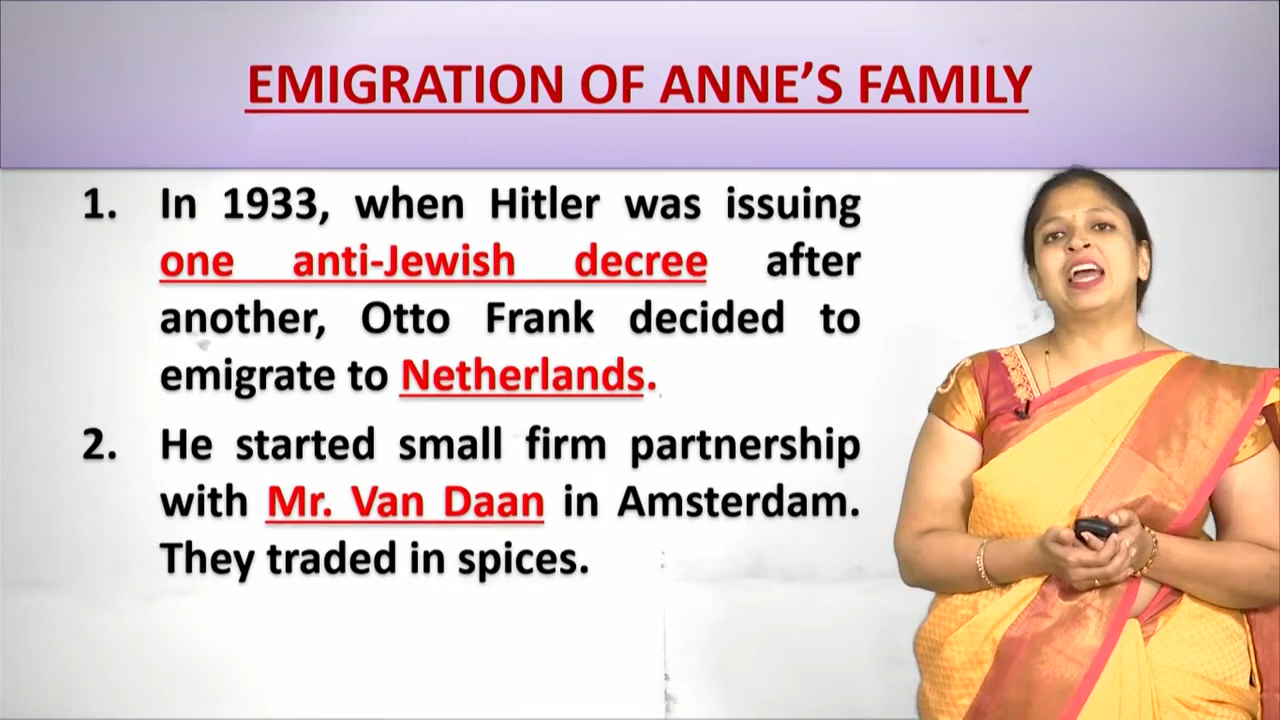 EMIGRATION OF ANNE'S FAMILY
1. In 1933, when Hitler was issuing
one anti-Jewish decree after
another, Otto Frank decided to
emigrate to Netherlands.
2. He started small firm partnership
with Mr. Van Daan in Amsterdam.
They traded in spices.